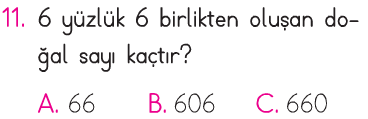 11. 6 yüzlük 6 birlikten oluşan do-
ğal sayı kaçtır?
A. 66 B. 606 C. 660